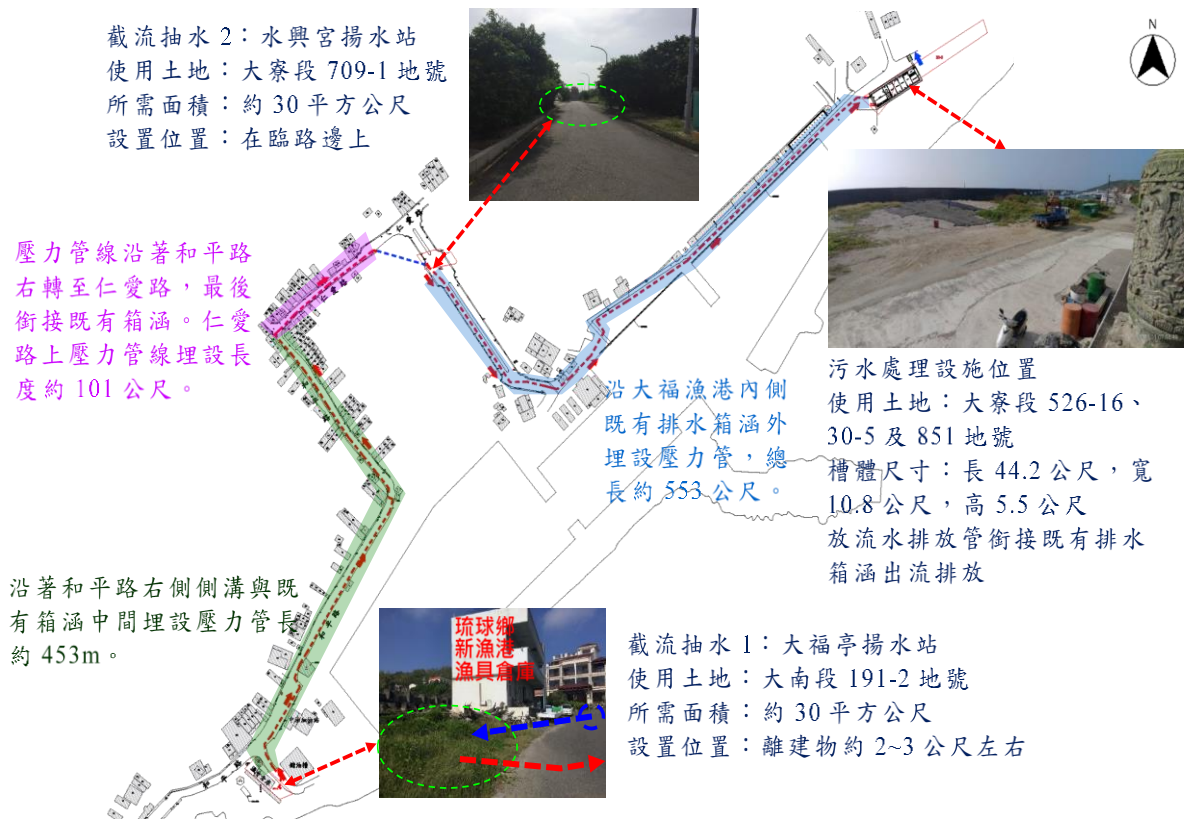 截流抽水 2：水興宮揚水站
使用土地：大寮段 709-1 地號
所需面積：約 30 平方公尺
設置位置：在臨路邊上
N
壓力管線沿著和平路
右轉至仁愛路，最後
銜接既有箱涵。仁愛
路上壓力管線埋設長
度約 101 公尺。
沿大福漁港內側
既有排水箱涵外
埋設壓力管，總
長約 553 公尺。
污水處理設施位置
使用土地：大寮段 526-16、
30-5 及 851 地號
槽體尺寸：長 44.2 公尺，寬
10.8 公尺，高 5.5 公尺
放流水排放管銜接既有排水
箱涵出流排放
沿著和平路右側側溝與既
有箱涵中間埋設壓力管長
約 453m。
琉球鄉
新漁港
漁具倉庫
儲油槽
截流抽水 1：大福亭揚水站
使用土地：大南段 191-2 地號
所需面積：約 30 平方公尺
設置位置：離建物約 2~3 公尺左右